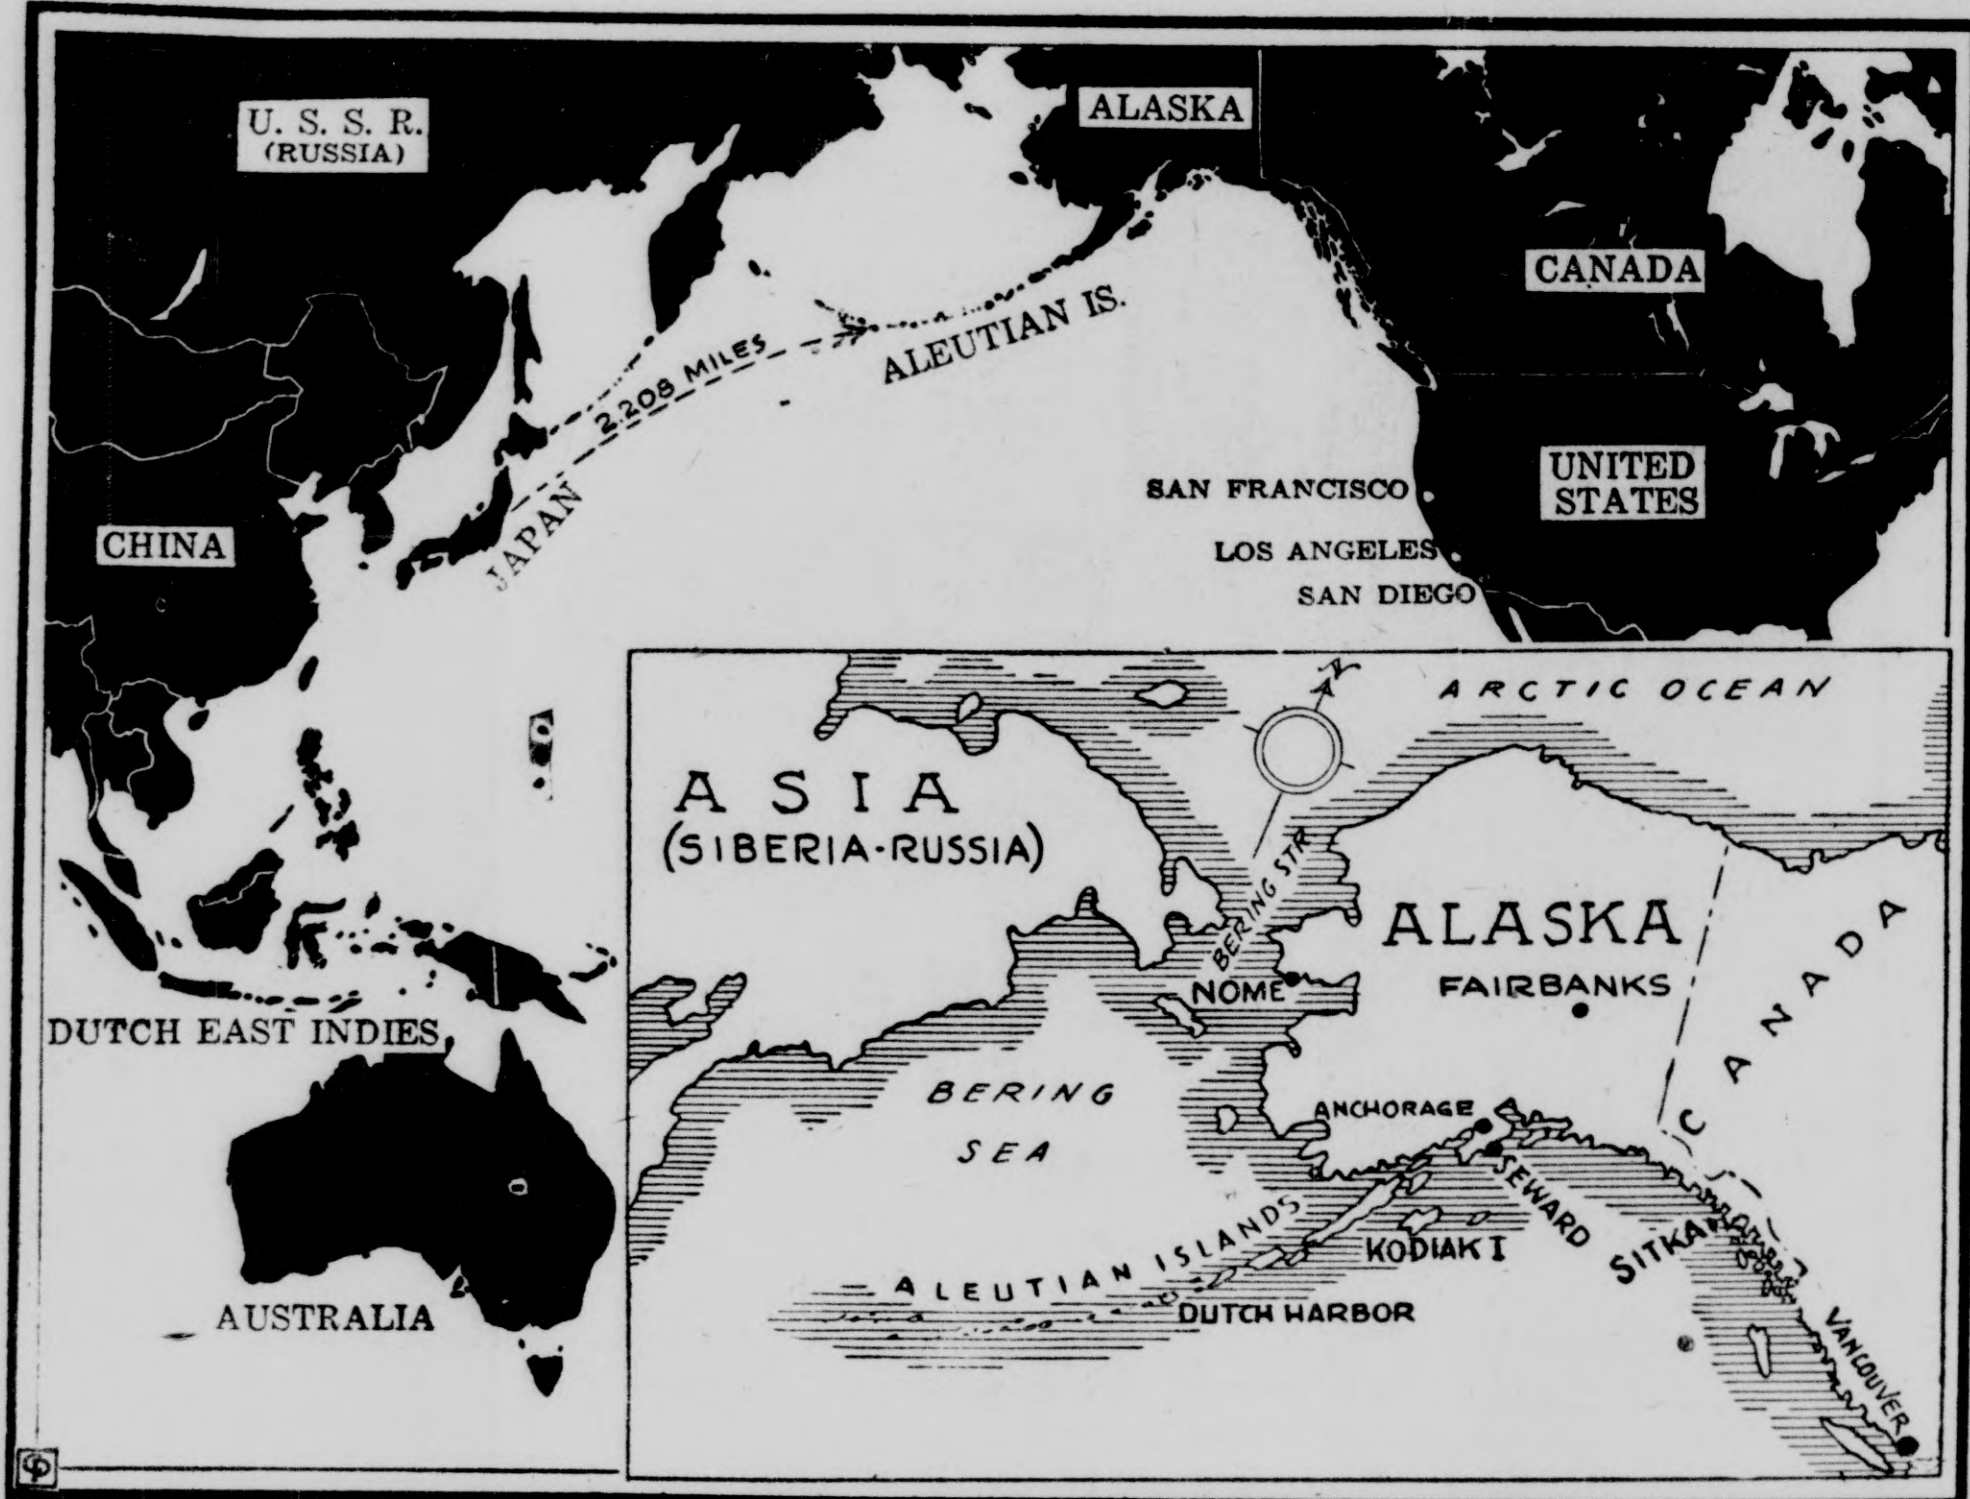 U. S. S. R.
(RUSSIA)
ALASKA
CANADA
ALEUTIAN IS.
2,208 MILES
UNITED
STATES
SAN FRANCISCO
LOS ANGELES
SAN DIEGO
CHINA
JAPAN
DUTCH EAST INDIES
AUSTRALIA
N
ARCTIC OCEAN
ASIA
(SIBERIA-RUSSIA)
BERING STR.
ALASKA
FAIRBANKS
NOME
CANADA
BERING
SEA
ANCHORAGE
SEWARD
SITKA
KODIAK I
ALEUTIAN ISLANDS
DUTCH HARBOR
VANCOUVER
CP